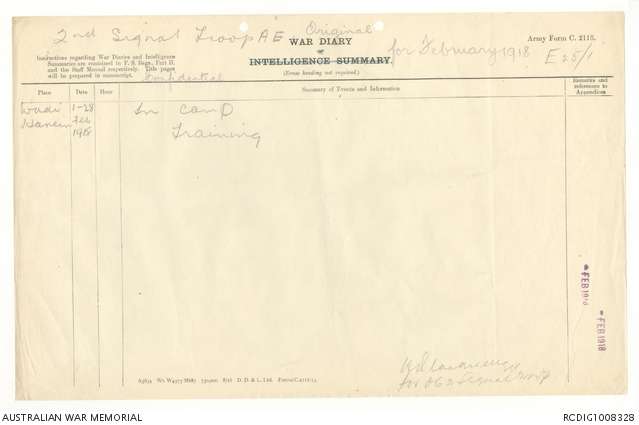 2nd Signal Troop A E Original
WAR DIARY
or
INTELLIGENCE SUMMARY.
(Erase heading not required.)
for February 1918
Army Form C. 2118.
E 25/1
Instructions regarding War Diaries and Intelligence
Summaries are contained in F. S. Regs., Part II.
and the Staff Manual respectively. Title pages
will be prepared in manuscript.
Confidential
Place Date Hour Summary of Events and Information Remarks and
references to
Appendices
Wadi 1-28 In Camp
Hanein Feb Training
1918
FEB 1918
FEB 1918
for OC 2 Signal Troop
D. D. & L., Ltd.
AUSTRALIAN WAR MEMORIAL
RCDIG1008328